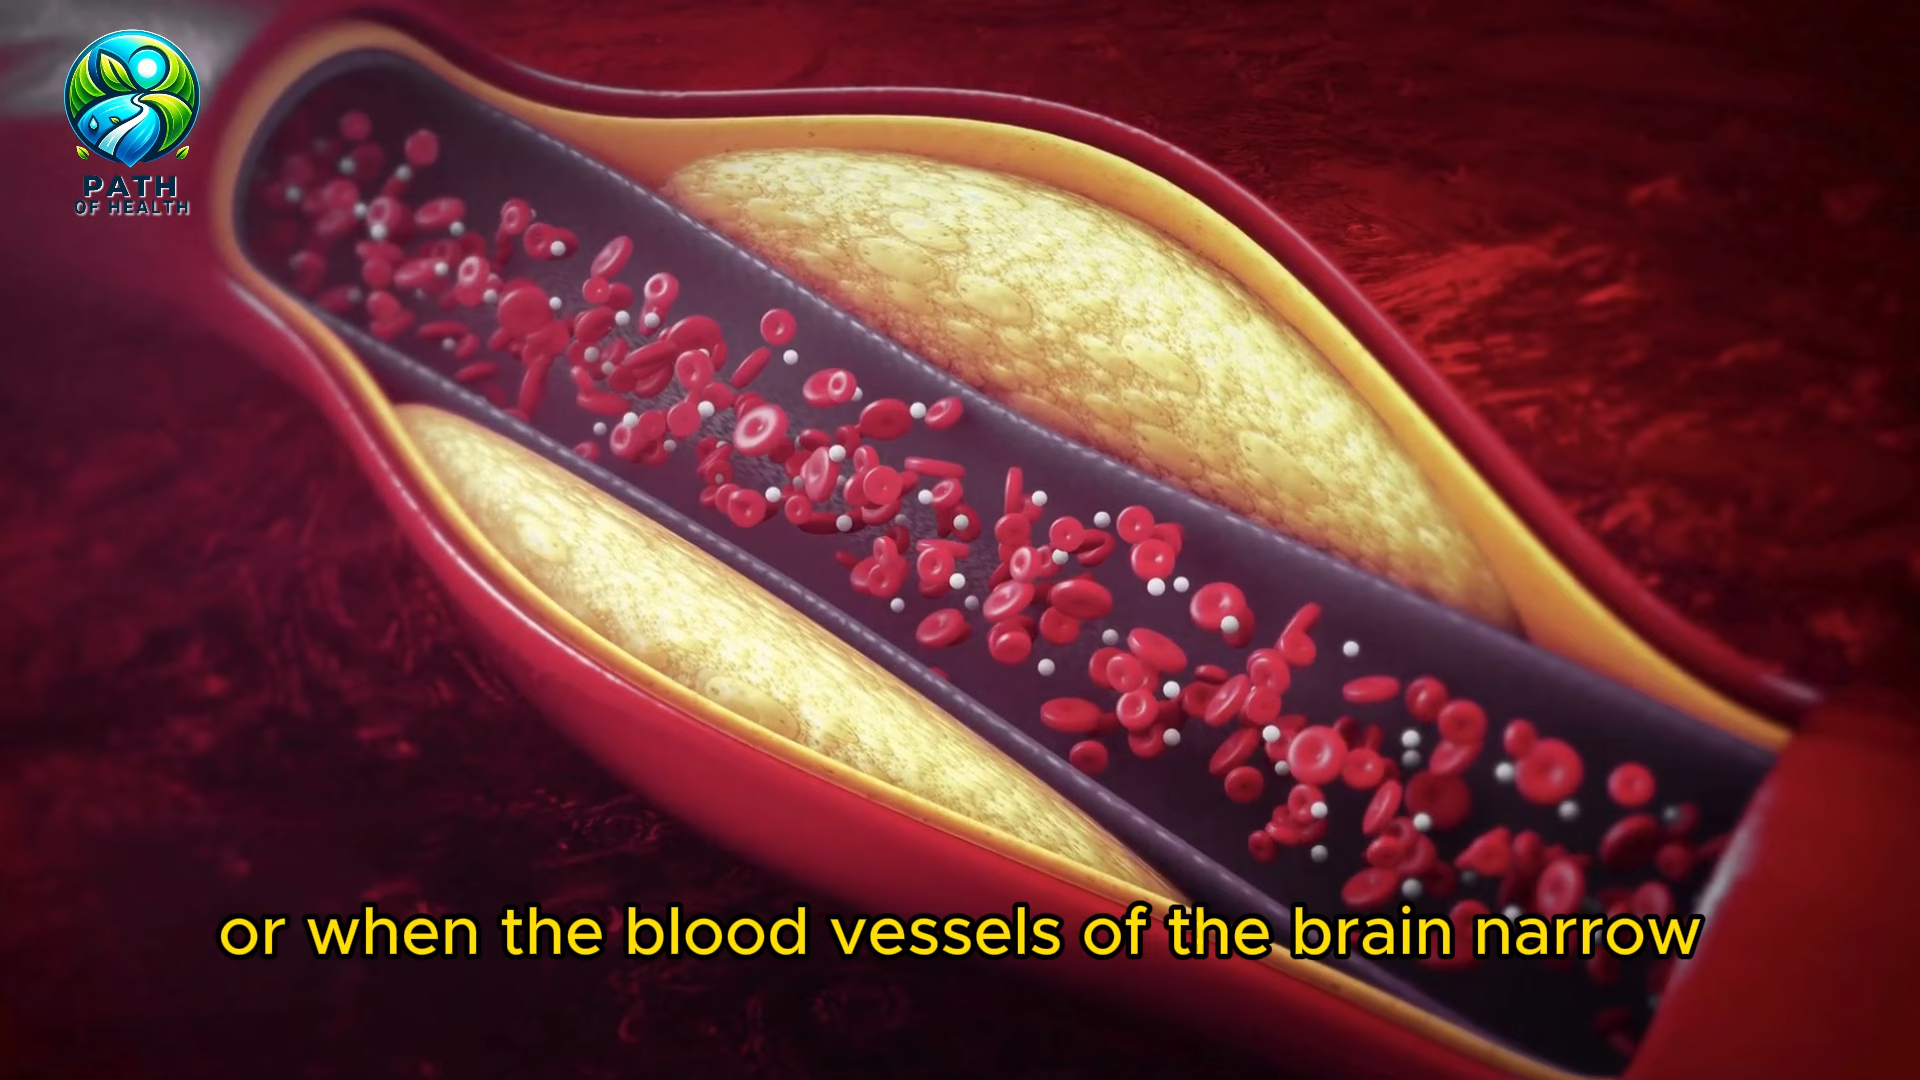 PATH
OF HEALTH
or when the blood vessels of the brain narrow